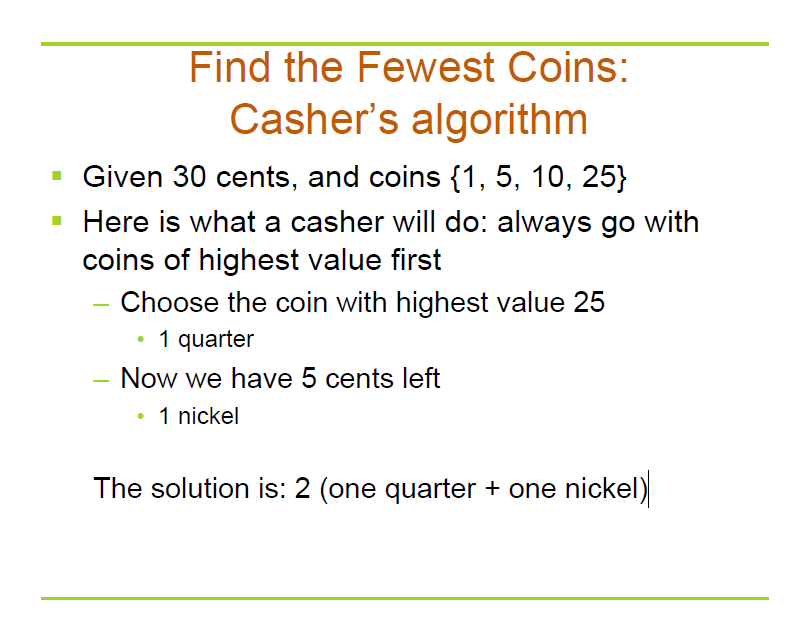 Find the Fewest Coins:
Casher’s algorithm
▪ Given 30 cents, and coins {1, 5, 10, 25}
▪ Here is what a casher will do: always go with
coins of highest value first
– Choose the coin with highest value 25
• 1 quarter
– Now we have 5 cents left
• 1 nickel
The solution is: 2 (one quarter + one nickel)